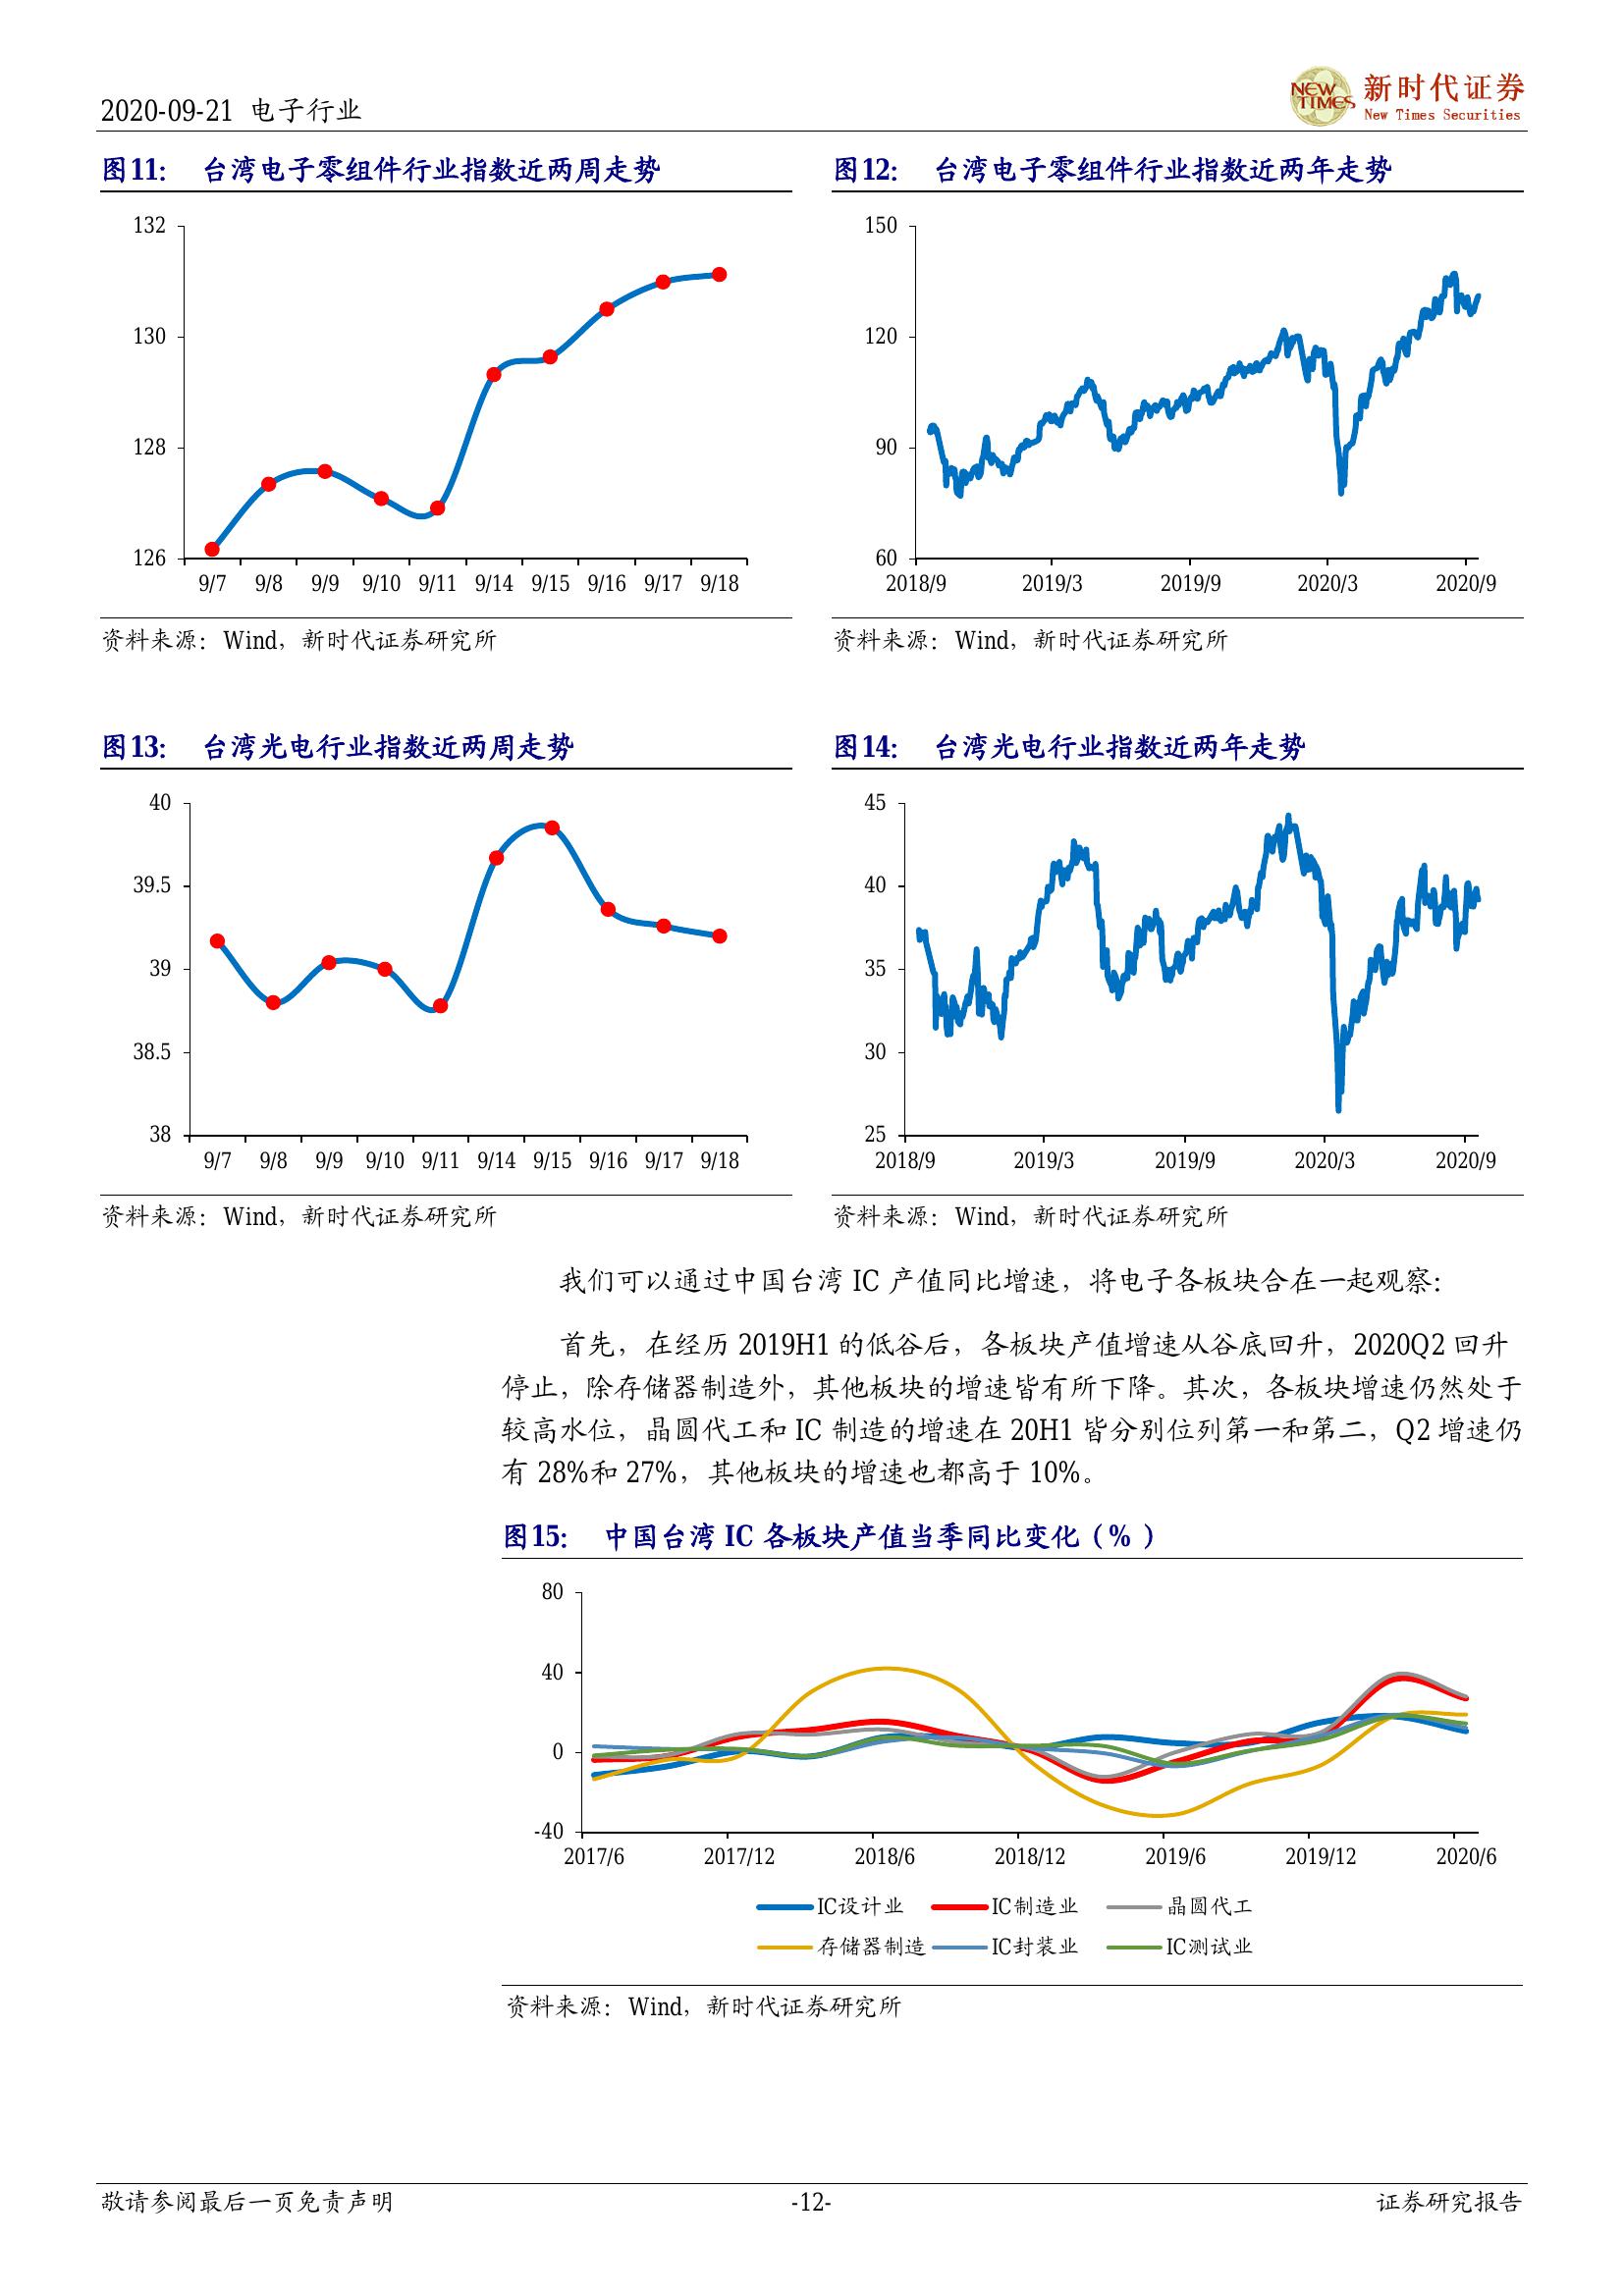 2020-09-21 电子行业
NEW TIMES 新时代证券
New Times Securities
图11: 台湾电子零组件行业指数近两周走势
132
130
128
126
9/7 9/8 9/9 9/10 9/11 9/14 9/15 9/16 9/17 9/18
资料来源：Wind，新时代证券研究所
图12: 台湾电子零组件行业指数近两年走势
150
120
90
60
2018/9 2019/3 2019/9 2020/3 2020/9
资料来源：Wind，新时代证券研究所
图13: 台湾光电行业指数近两周走势
40
39.5
39
38.5
38
9/7 9/8 9/9 9/10 9/11 9/14 9/15 9/16 9/17 9/18
资料来源：Wind，新时代证券研究所
图14: 台湾光电行业指数近两年走势
45
40
35
30
25
2018/9 2019/3 2019/9 2020/3 2020/9
资料来源：Wind，新时代证券研究所
我们可以通过中国台湾 IC 产值同比增速，将电子各板块合在一起观察：
首先，在经历 2019H1 的低谷后，各板块产值增速从谷底回升，2020Q2 回升
停止，除存储器制造外，其他板块的增速皆有所下降。其次，各板块增速仍然处于
较高水位，晶圆代工和 IC 制造的增速在 20H1 皆分别位列第一和第二，Q2 增速仍
有 28%和 27%，其他板块的增速也都高于 10%。
图15: 中国台湾 IC 各板块产值当季同比变化（% ）
80
40
0
-40
2017/6 2017/12 2018/6 2018/12 2019/6 2019/12 2020/6
IC设计业 IC制造业 晶圆代工
存储器制造 IC封装业 IC测试业
资料来源：Wind，新时代证券研究所
敬请参阅最后一页免责声明 -12- 证券研究报告